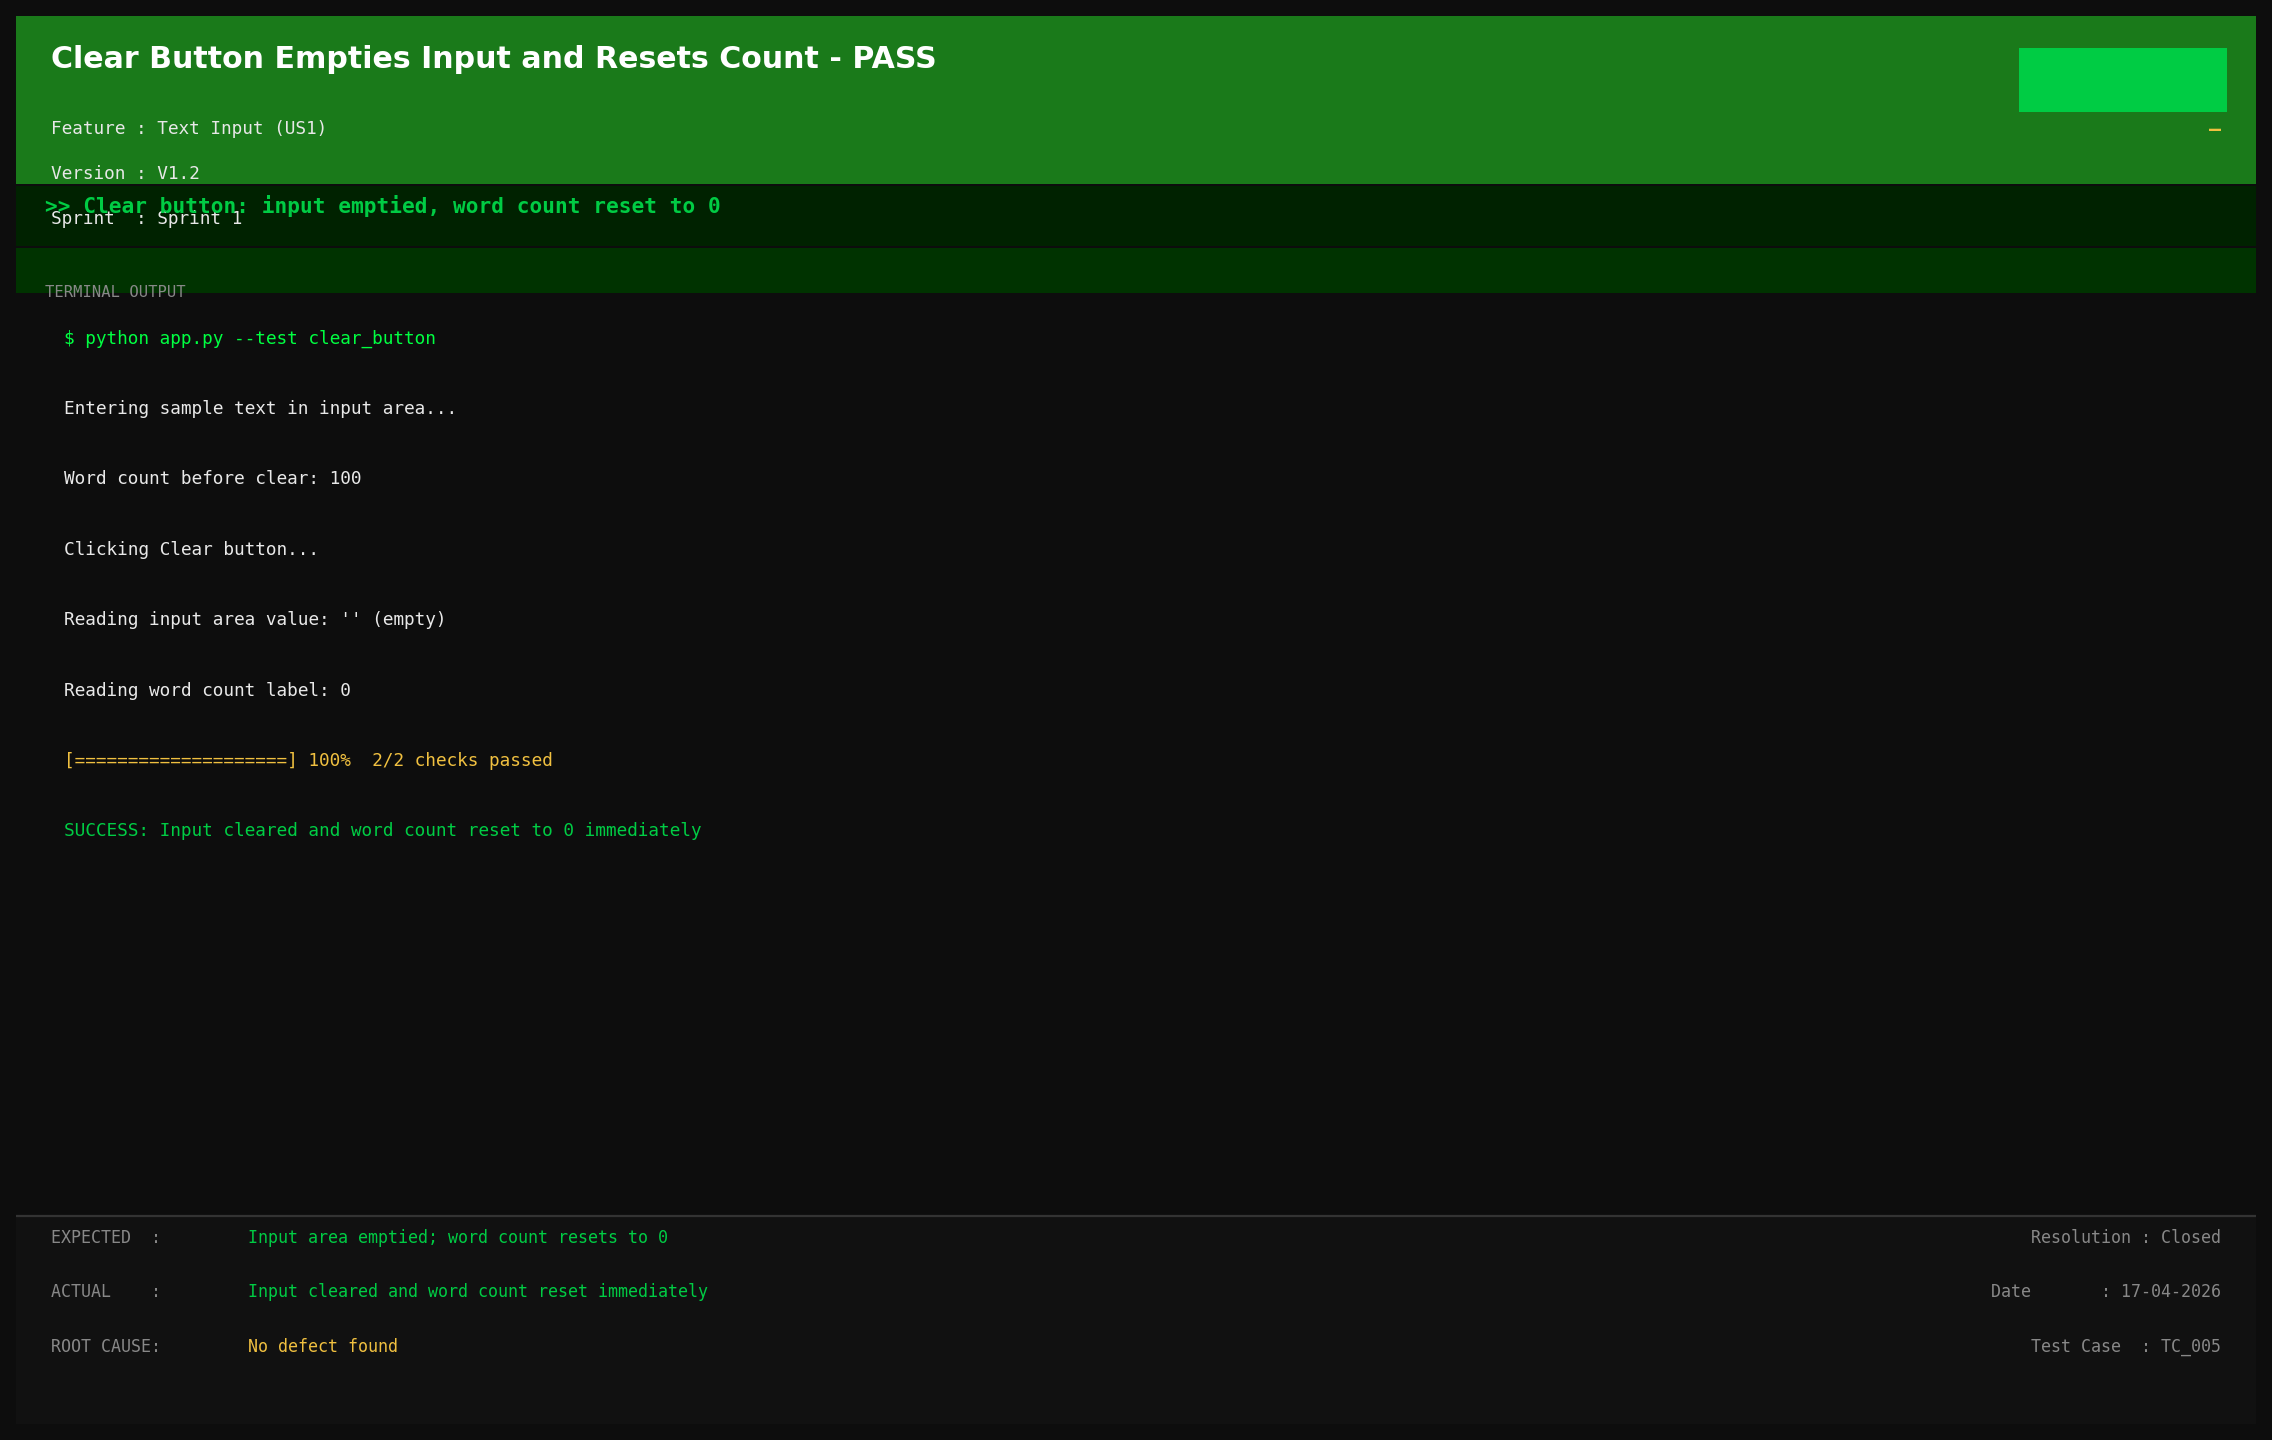 Clear Button Empties Input and Resets Count - PASS
Feature : Text Input (US1)
–
Version : V1.2
>> Clear button: input emptied, word count reset to 0
Sprint  : Sprint 1
TERMINAL OUTPUT
$ python app.py --test clear_button
Entering sample text in input area...
Word count before clear: 100
Clicking Clear button...
Reading input area value: '' (empty)
Reading word count label: 0
[====================] 100%  2/2 checks passed
SUCCESS: Input cleared and word count reset to 0 immediately
EXPECTED  : Input area emptied; word count resets to 0 Resolution : Closed
ACTUAL    : Input cleared and word count reset immediately Date       : 17-04-2026
ROOT CAUSE: No defect found Test Case  : TC_005